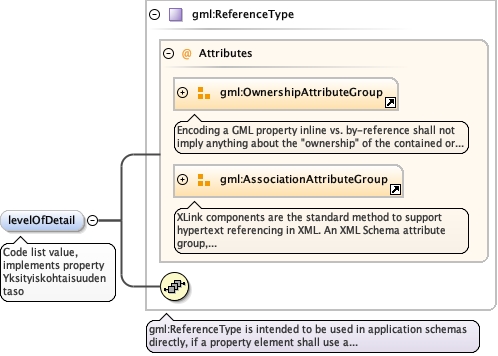 gml:ReferenceType
@ Attributes
gml:OwnershipAttributeGroup
Encoding a GML property inline vs. by-reference shall not
imply anything about the "ownership" of the contained or...
gml:AssociationAttributeGroup
XLink components are the standard method to support
hypertext referencing in XML. An XML Schema attribute
group,...
levelOfDetail
Code list value,
implements property
Yksityiskohtaisuuden
taso
gml:ReferenceType is intended to be used in application schemas
directly, if a property element shall use a...